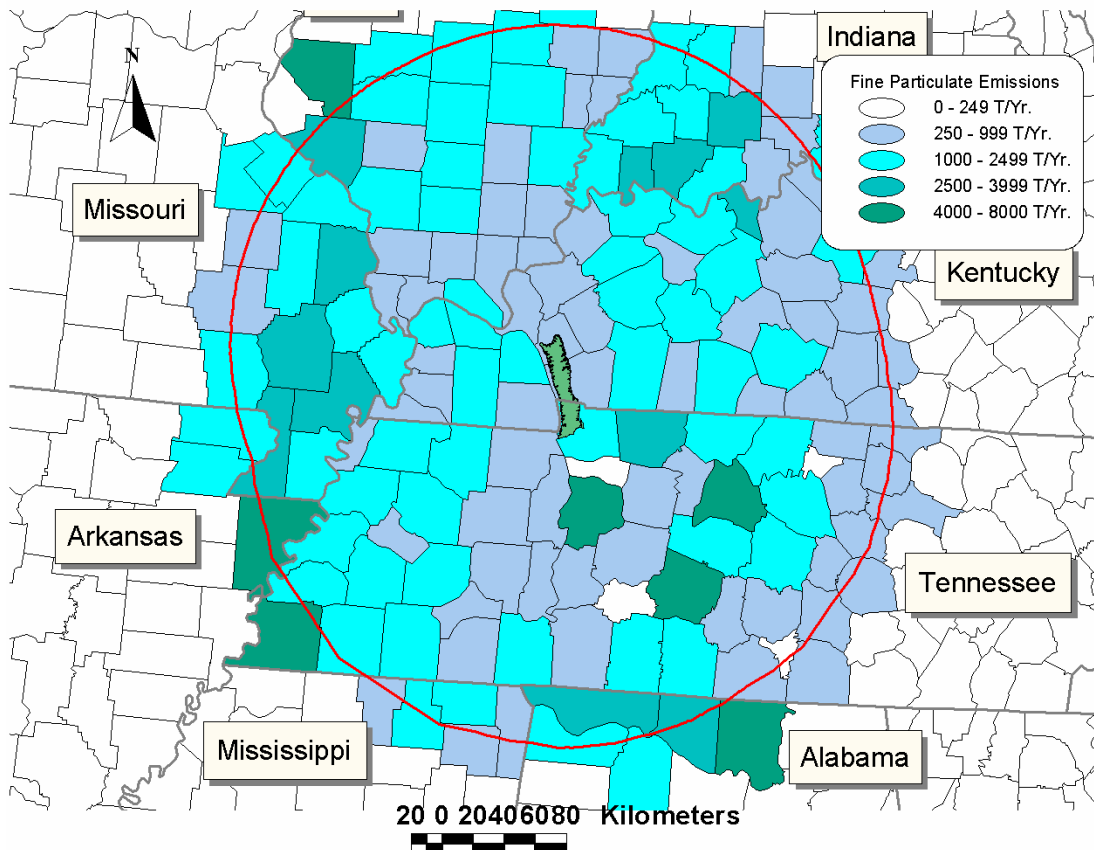 Indiana
Fine Particulate Emissions
0 - 249 T/Yr.
250 - 999 T/Yr.
1000 - 2499 T/Yr.
2500 - 3999 T/Yr.
4000 - 8000 T/Yr.
N
Missouri
Kentucky
Arkansas
Tennessee
Mississippi
Alabama
20 0 20406080 Kilometers